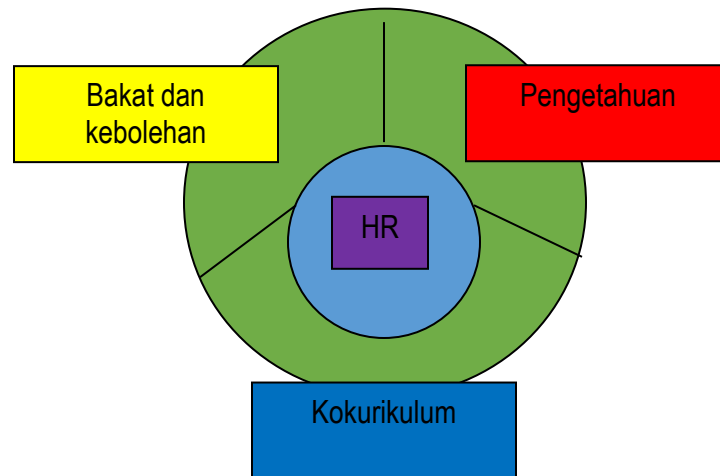 Bakat dan
kebolehan
Pengetahuan
HR
Kokurikulum